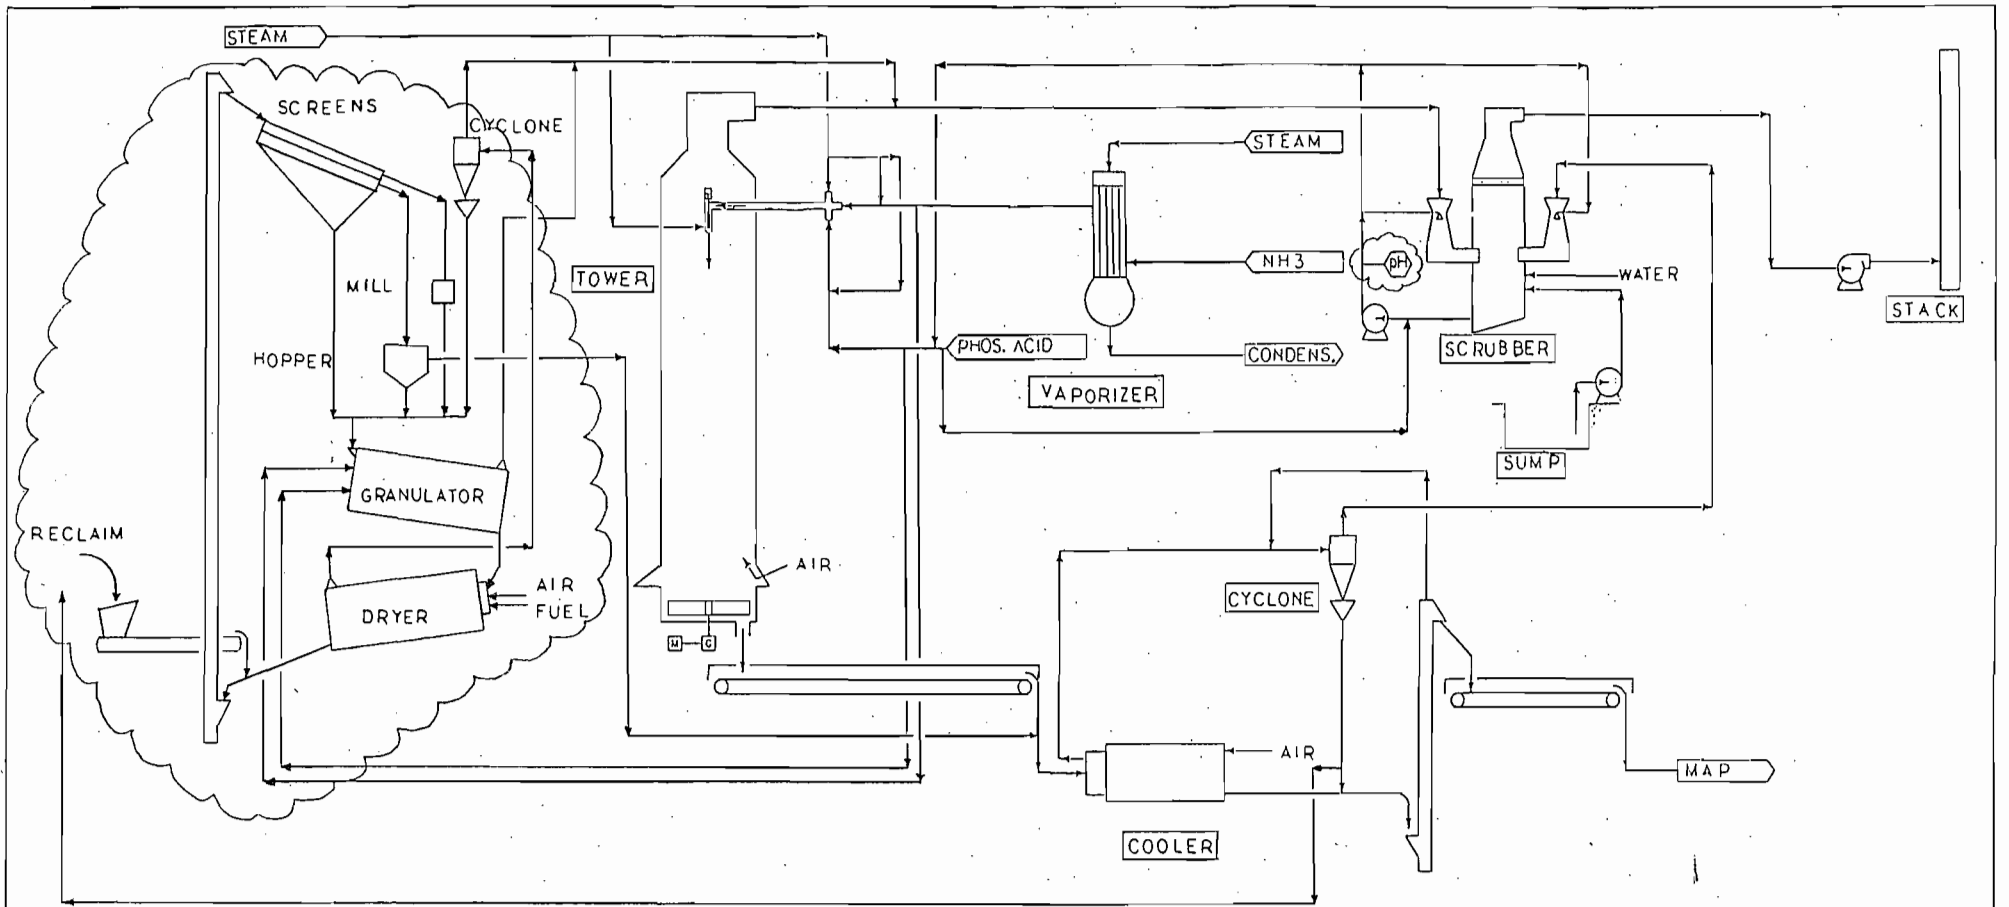 STEAM
SCREENS
CYCLONE
STEAM
TOWER
NH3
pH
WATER
MILL
STACK
PHOS. ACID
SCRUBBER
HOPPER
CONDENS.
VAPORIZER
SUMP
GRANULATOR
RECLAIM
AIR
AIR
FUEL
CYCLONE
DRYER
M
G
AIR
MAP
COOLER